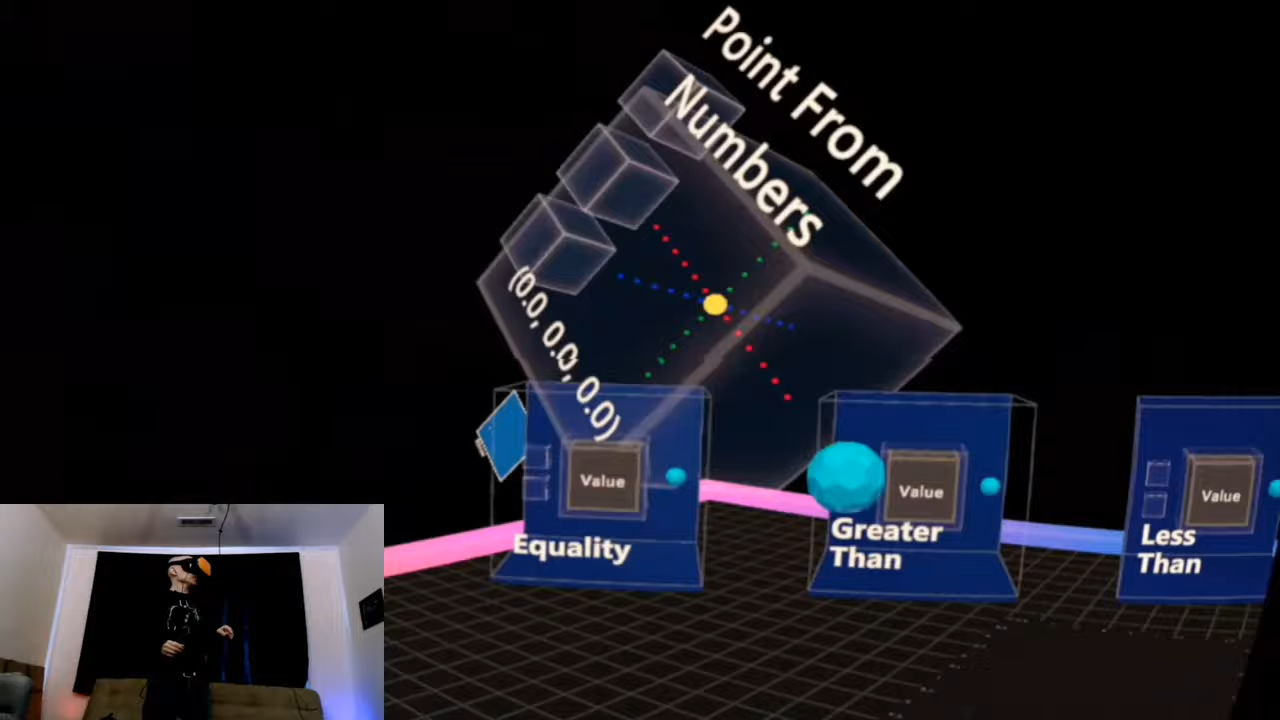 Point From
Numbers
(0.0, 0.0, 0.0)
Value
Equality
Value
Greater
Than
Value
Less
Than